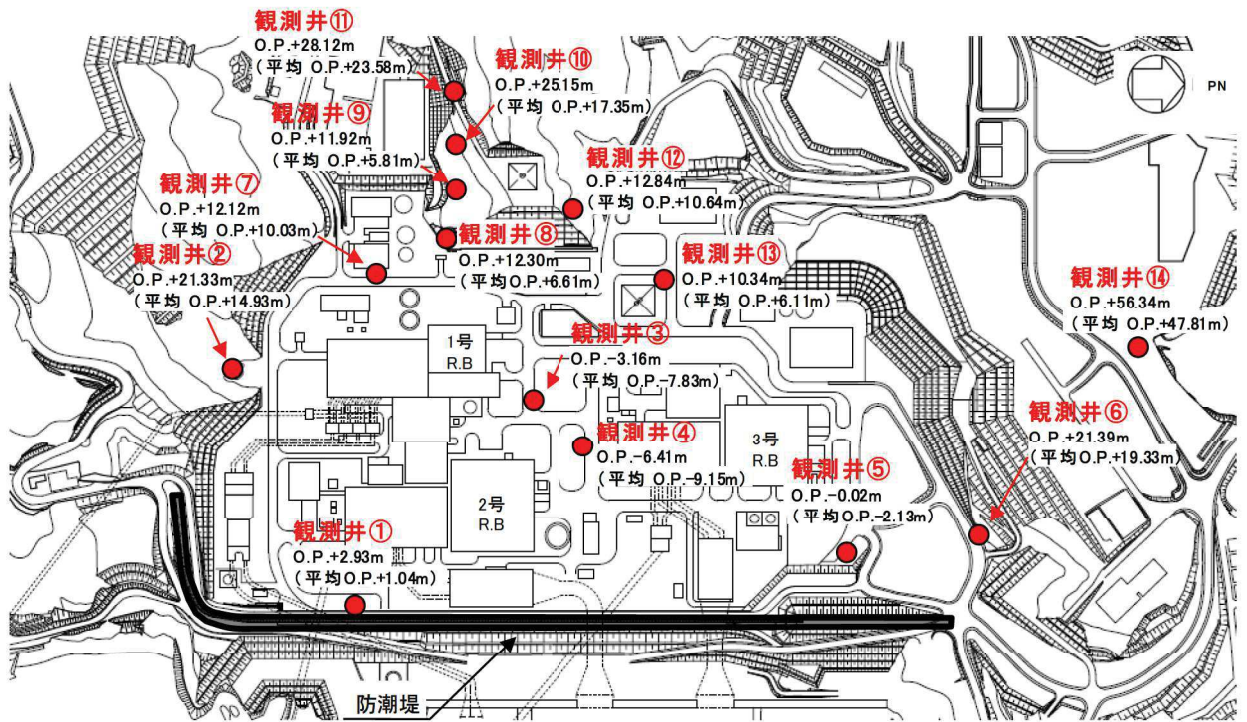 観測井⑪
O.P.+28.12m
(平均 O.P.+23.58m)
観測井⑩
O.P.+25.15m
(平均 O.P.+17.35m)
PN
観測井⑨
O.P.+11.92m
(平均 O.P.+5.81m)
観測井⑫
O.P.+12.84m
(平均 O.P.+10.64m)
観測井⑦
O.P.+12.12m
(平均 O.P.+10.03m)
観測井⑧
O.P.+12.30m
(平均O.P.+6.61m)
観測井②
O.P.+21.33m
(平均 O.P.+14.93m)
観測井⑬
O.P.+10.34m
(平均O.P.+6.11m)
観測井⑭
O.P.+56.34m
(平均 O.P.+47.81m)
1号
R.B
観測井③
O.P.-3.16m
(平均 O.P.-7.83m)
観測井④
O.P.-6.41m
(平均 O.P.-9.15m)
3号
R.B
観測井⑥
O.P.+21.39m
(平均O.P.+19.33m)
観測井⑤
O.P.-0.02m
(平均O.P.-2.13m)
2号
R.B
観測井①
O.P.+2.93m
(平均O.P.+1.04m)
防潮堤